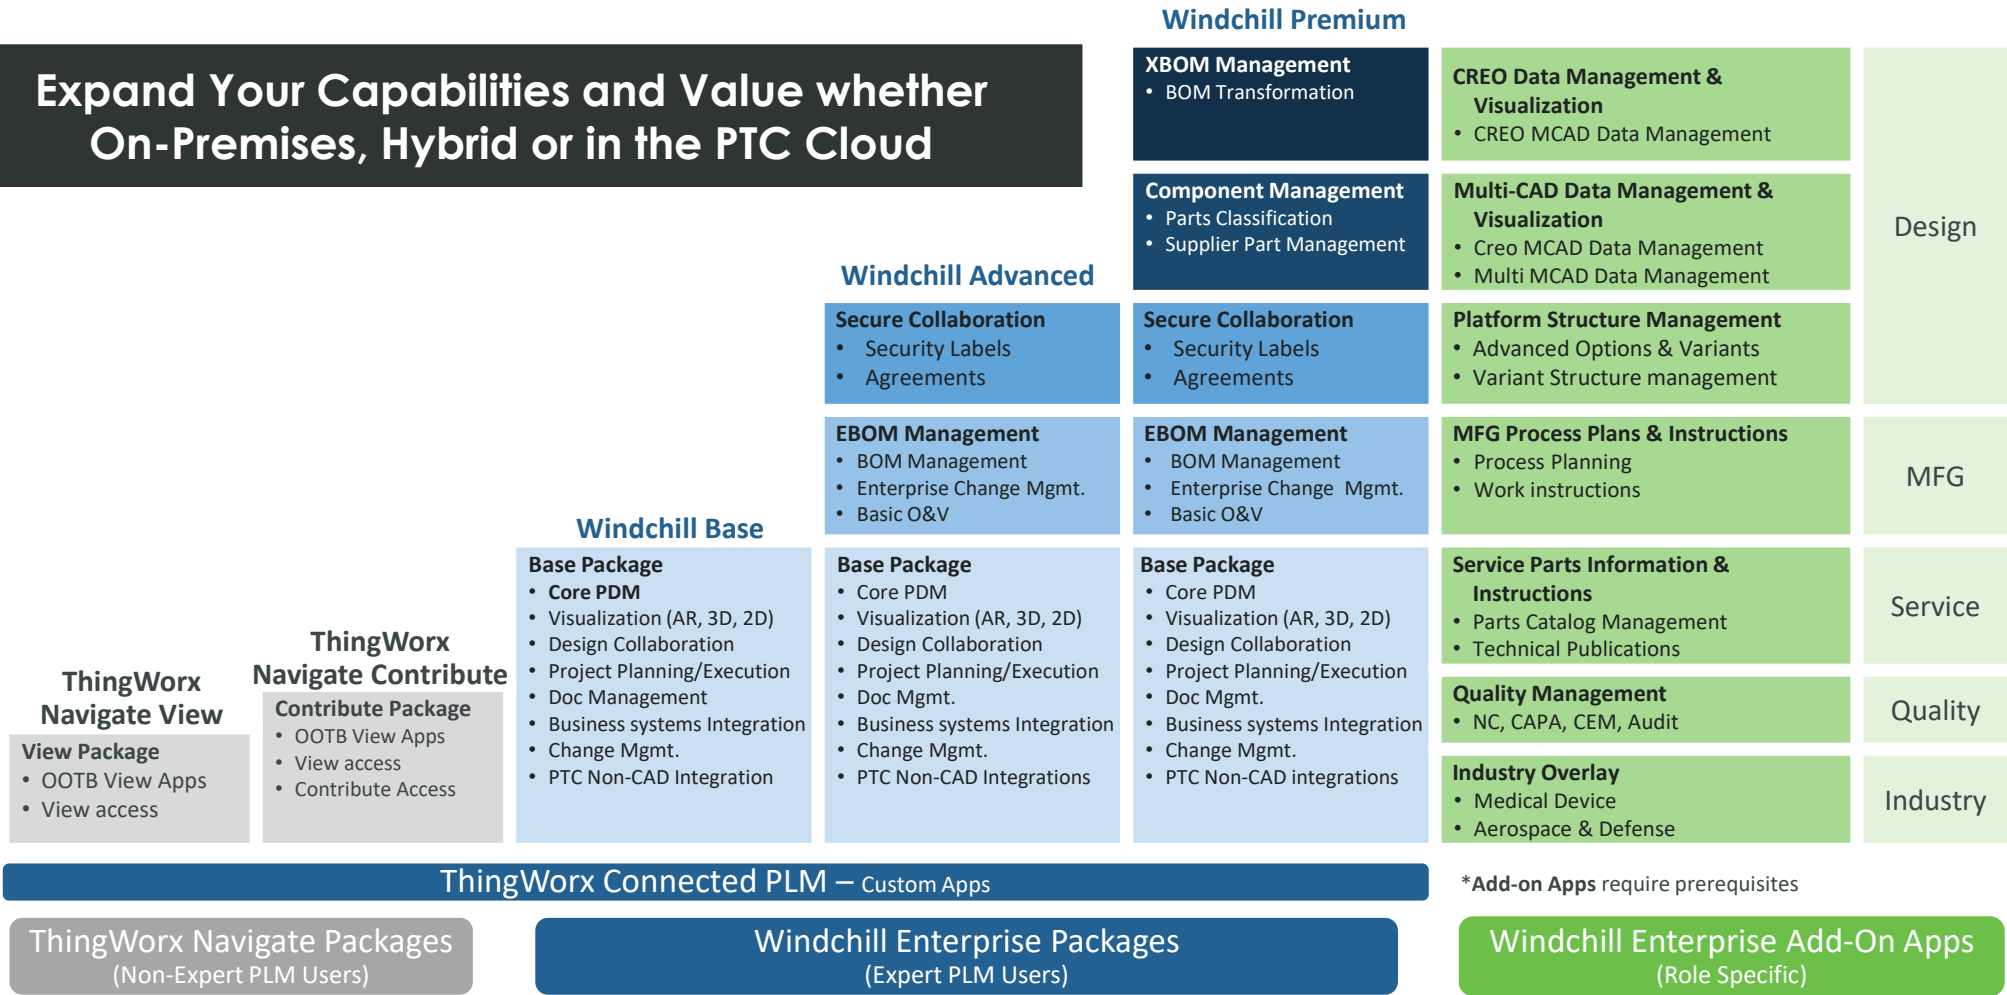 Expand Your Capabilities and Value whether
On-Premises, Hybrid or in the PTC Cloud
ThingWorx
Navigate View
View Package
• OOTB View Apps
• View access
ThingWorx
Navigate Contribute
Contribute Package
• OOTB View Apps
• View access
• Contribute Access
Windchill Base
Base Package
• Core PDM
• Visualization (AR, 3D, 2D)
• Design Collaboration
• Project Planning/Execution
• Doc Management
• Business systems Integration
• Change Mgmt.
• PTC Non-CAD Integration
Windchill Advanced
Secure Collaboration
• Security Labels
• Agreements
EBOM Management
• BOM Management
• Enterprise Change Mgmt.
• Basic O&V
Base Package
• Core PDM
• Visualization (AR, 3D, 2D)
• Design Collaboration
• Project Planning/Execution
• Doc Mgmt.
• Business systems Integration
• Change Mgmt.
• PTC Non-CAD Integrations
Windchill Premium
XBOM Management
• BOM Transformation
Component Management
• Parts Classification
• Supplier Part Management
Secure Collaboration
• Security Labels
• Agreements
EBOM Management
• BOM Management
• Enterprise Change Mgmt.
• Basic O&V
Base Package
• Core PDM
• Visualization (AR, 3D, 2D)
• Design Collaboration
• Project Planning/Execution
• Doc Mgmt.
• Business systems Integration
• Change Mgmt.
• PTC Non-CAD integrations
CREO Data Management &
Visualization
• CREO MCAD Data Management
Multi-CAD Data Management &
Visualization
• Creo MCAD Data Management
• Multi MCAD Data Management
Platform Structure Management
• Advanced Options & Variants
• Variant Structure management
Design
MFG Process Plans & Instructions
• Process Planning
• Work instructions
MFG
Service Parts Information &
Instructions
• Parts Catalog Management
• Technical Publications
Service
Quality Management
• NC, CAPA, CEM, Audit
Quality
Industry Overlay
• Medical Device
• Aerospace & Defense
Industry
ThingWorx Connected PLM – Custom Apps
*Add-on Apps require prerequisites
ThingWorx Navigate Packages
(Non-Expert PLM Users)
Windchill Enterprise Packages
(Expert PLM Users)
Windchill Enterprise Add-On Apps
(Role Specific)